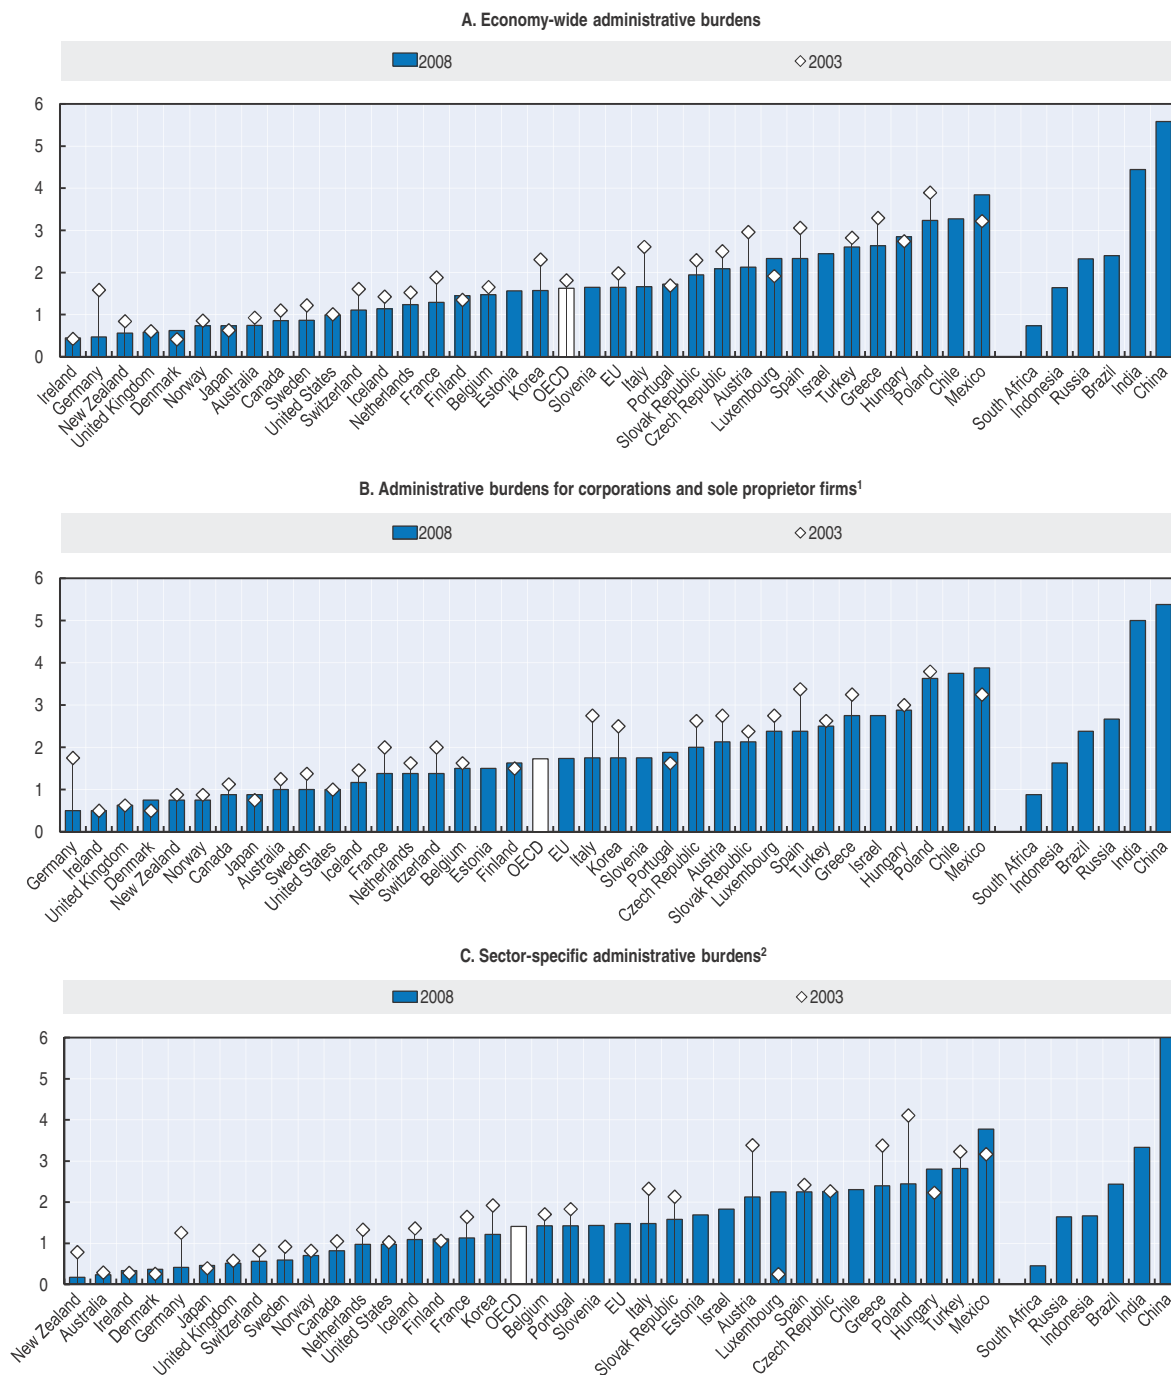 A. Economy-wide administrative burdens
2008
2003
6
5
4
3
2
1
0
Ireland
Germany
New Zealand
United Kingdom
Denmark
Norway
Japan
Australia
Canada
Sweden
United States
Switzerland
Iceland
Netherlands
France
Finland
Belgium
Estonia
Korea
OECD
Slovenia
EU
Italy
Portugal
Slovak Republic
Czech Republic
Austria
Luxembourg
Spain
Israel
Turkey
Greece
Hungary
Poland
Chile
Mexico
South Africa
Indonesia
Russia
Brazil
India
China
B. Administrative burdens for corporations and sole proprietor firms¹
2008
2003
6
5
4
3
2
1
0
Germany
Ireland
United Kingdom
Denmark
New Zealand
Norway
Canada
Japan
Australia
Sweden
United States
Iceland
France
Netherlands
Switzerland
Belgium
Estonia
Finland
OECD
EU
Italy
Korea
Slovenia
Portugal
Czech Republic
Austria
Slovak Republic
Luxembourg
Spain
Turkey
Greece
Israel
Hungary
Poland
Chile
Mexico
South Africa
Indonesia
Brazil
Russia
India
China
C. Sector-specific administrative burdens²
2008
2003
6
5
4
3
2
1
0
New Zealand
Australia
Ireland
Denmark
Germany
Japan
United Kingdom
Switzerland
Sweden
Norway
Canada
Netherlands
United States
Iceland
Finland
France
Korea
OECD
Belgium
Portugal
Slovenia
EU
Italy
Slovak Republic
Estonia
Israel
Austria
Luxembourg
Spain
Czech Republic
Chile
Greece
Poland
Hungary
Turkey
Mexico
South Africa
Russia
Indonesia
Brazil
India
China